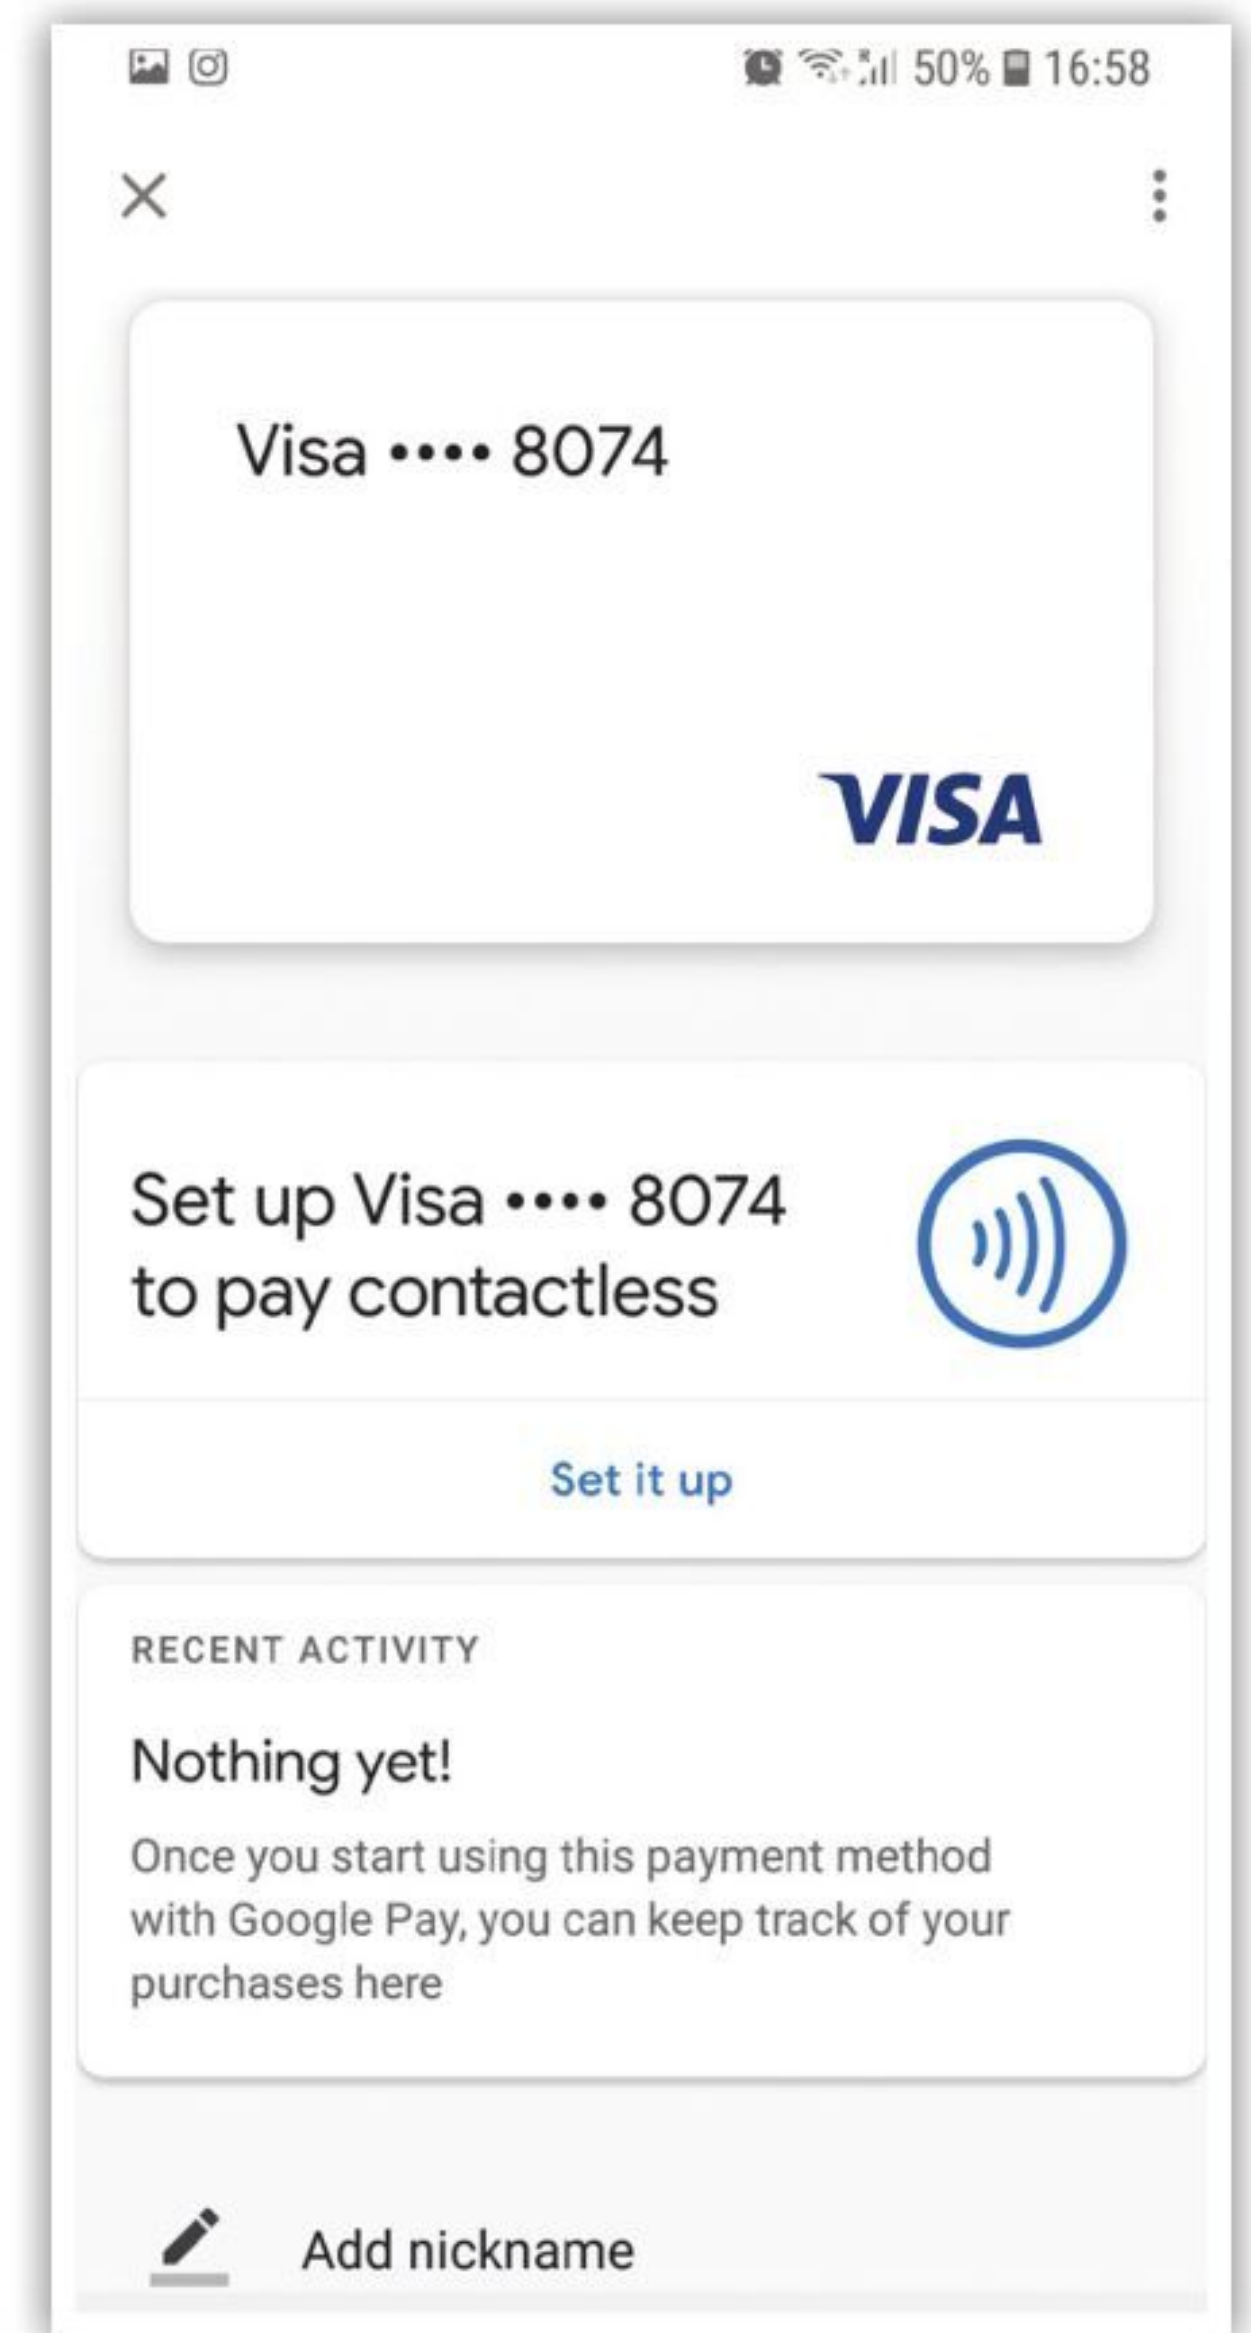 50% 16:58
Visa •••• 8074
VISA
Set up Visa •••• 8074
to pay contactless
Set it up
RECENT ACTIVITY
Nothing yet!
Once you start using this payment method
with Google Pay, you can keep track of your
purchases here
Add nickname